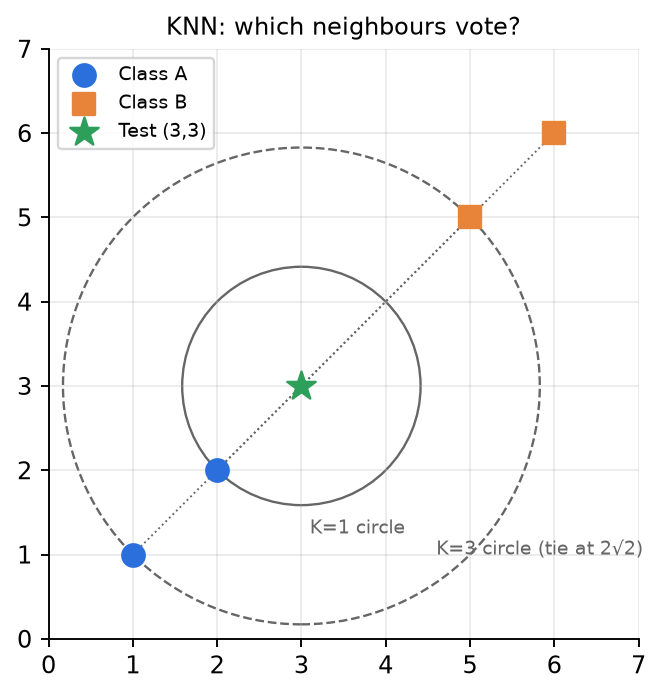 KNN: which neighbours vote?
Class A
Class B
Test (3,3)
7
6
5
4
3
2
1
0
K=1 circle
K=3 circle (tie at 2√2)
0 1 2 3 4 5 6 7